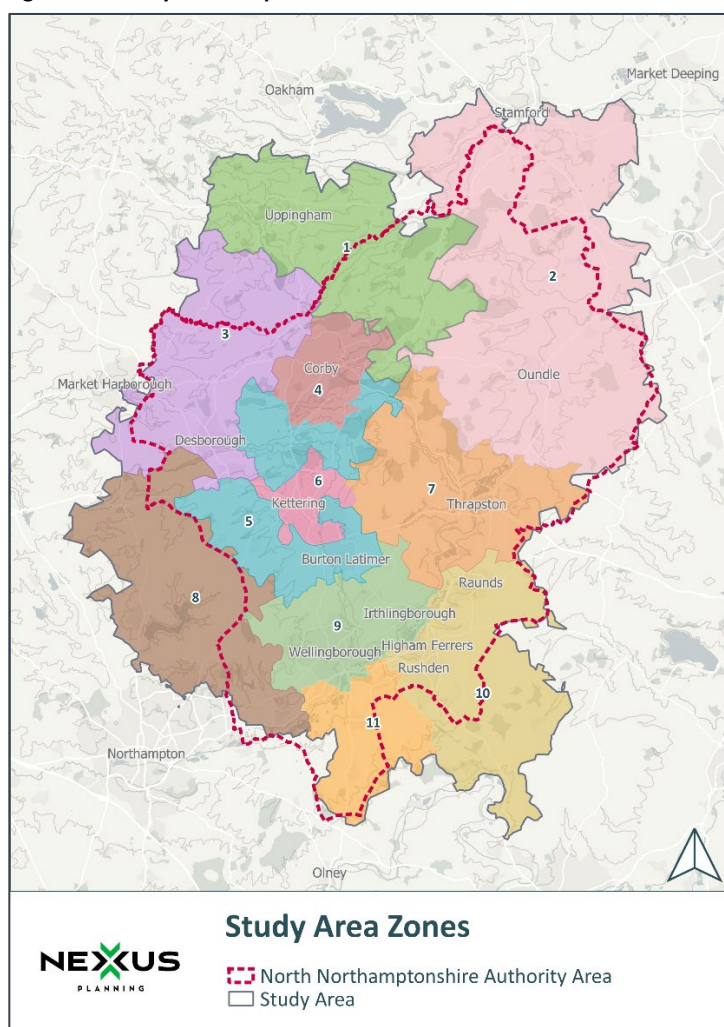 Market Deeping
Oakham
Stamford
Uppingham
1
2
3
Corby
4
Oundle
Market Harborough
Desborough
6
Kettering
7
Thrapston
5
Burton Latimer
Raunds
8
Irthlingborough
9
Higham Ferrers
Wellingborough
Rushden
10
11
Northampton
Olney
Study Area Zones
NEXUS
PLANNING
North Northamptonshire Authority Area
Study Area